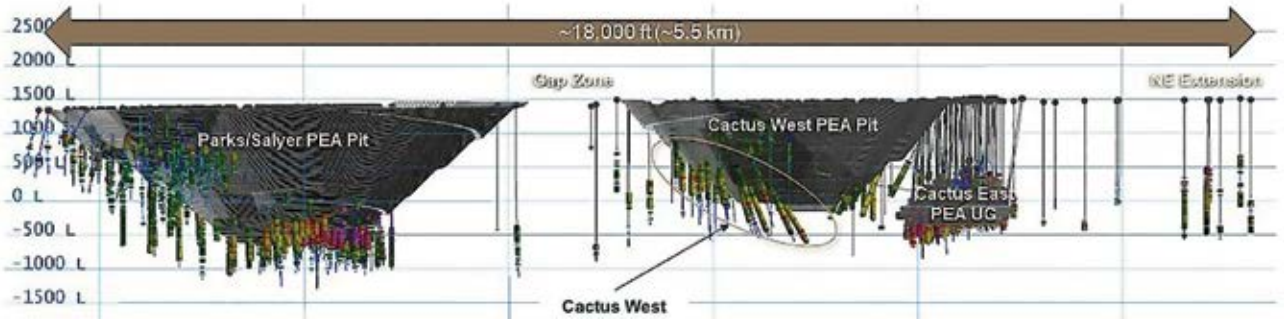 2500 L
~18,000 ft (~5.5 km)
2000 L
Gap Zone
NE Extension
1500 L
1000 L
Parks/Salyer PEA Pit
Cactus West PEA Pit
500 L
0 L
Cactus East
PEA UG
-500 L
-1000 L
-1500 L
Cactus West